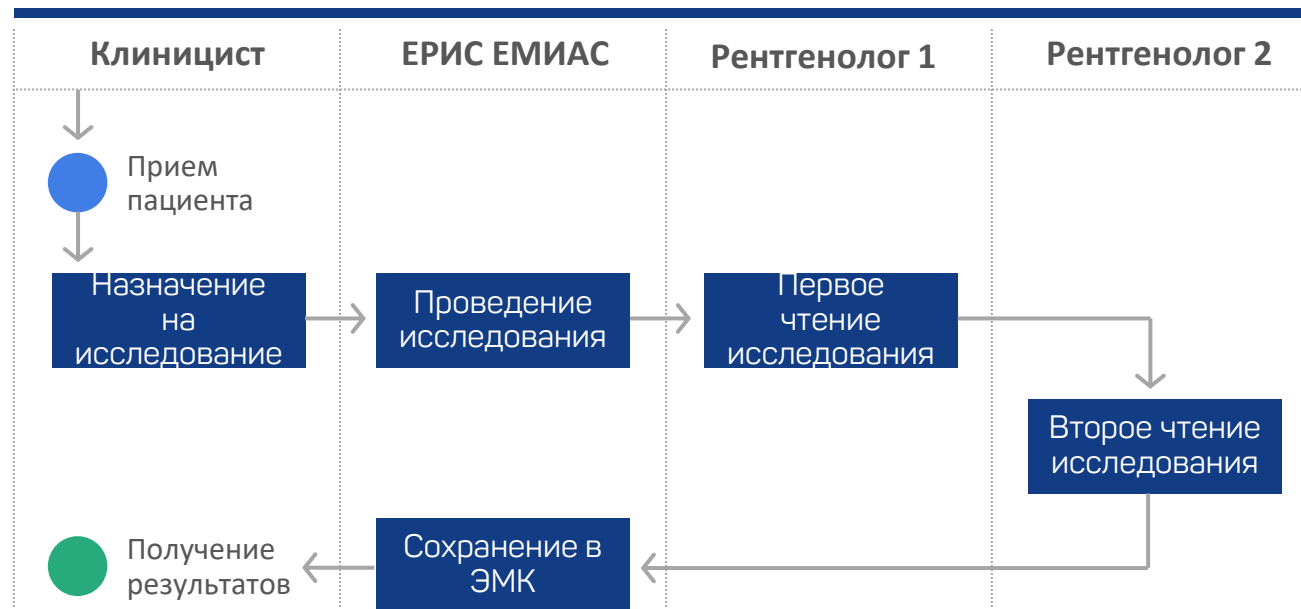 Клиницист
ЕРИС ЕМИАС
Рентгенолог 1
Рентгенолог 2
Прием
пациента
Назначение
на
исследование
Проведение
исследования
Первое
чтение
исследования
Второе чтение
исследования
Сохранение в
ЭМК
Получение
результатов